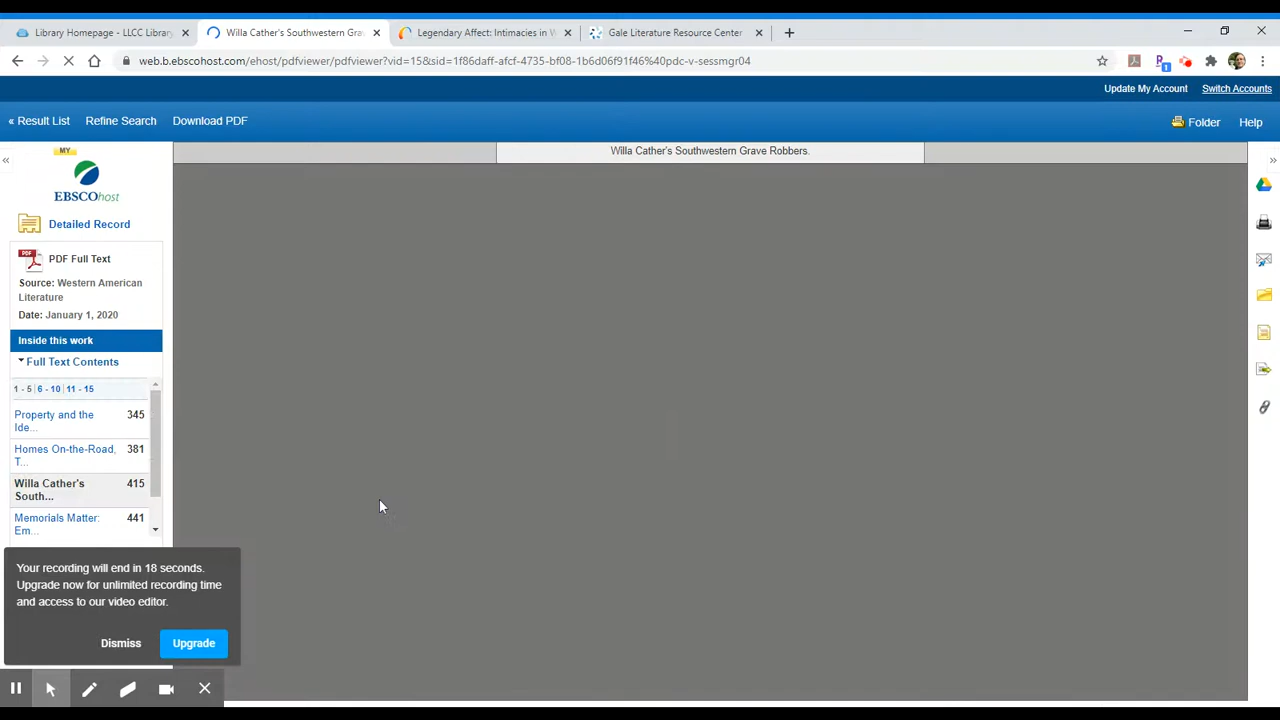 Library Homepage - LLCC Library
Willa Cather's Southwestern Gra
Legendary Affect: Intimacies in W
Gale Literature Resource Center
web.b.ebscohost.com/ehost/pdfviewer/pdfviewer?vid=15&sid=1f86daff-afcf-4792-bf08-1b6d06f91f46%40pdc-v-sessmgr04
1
Update My Account
Switch Accounts
« Result List
Refine Search
Download PDF
Folder
Help
«
MY
Willa Cather's Southwestern Grave Robbers.
»
EBSCOhost
Detailed Record
PDF
PDF Full Text
Source: Western American
Literature
Date: January 1, 2020
Inside this work
Full Text Contents
1 - 5 6 - 10 11 - 15
Property and the 345
Ide...
Homes On-the-Road, 381
T...
Willa Cather's 415
South...
Memorials Matter: 441
Em...
Your recording will end in 18 seconds.
Upgrade now for unlimited recording time
and access to our video editor.
Dismiss
Upgrade